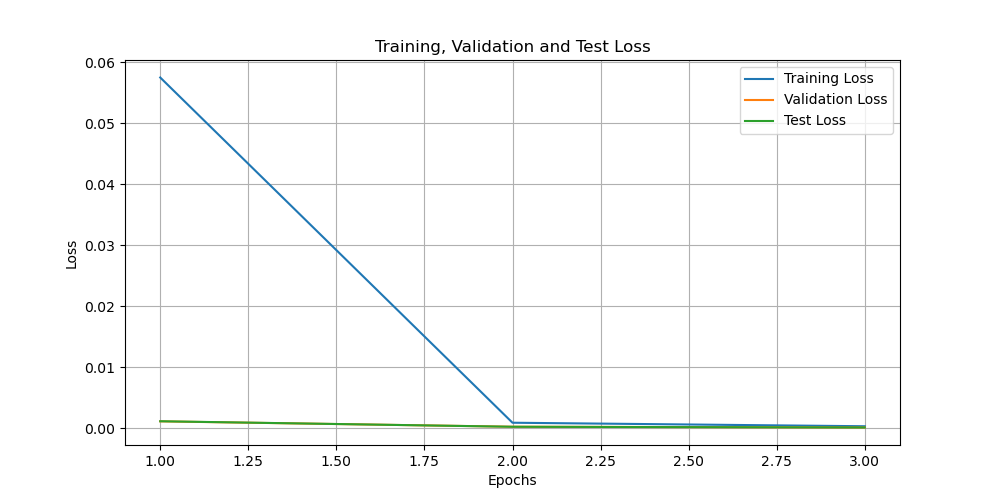 Training, Validation and Test Loss
Training Loss
Validation Loss
Test Loss
0.06
0.05
0.04
0.03
0.02
0.01
0.00
Loss
1.00 1.25 1.50 1.75 2.00 2.25 2.50 2.75 3.00
Epochs